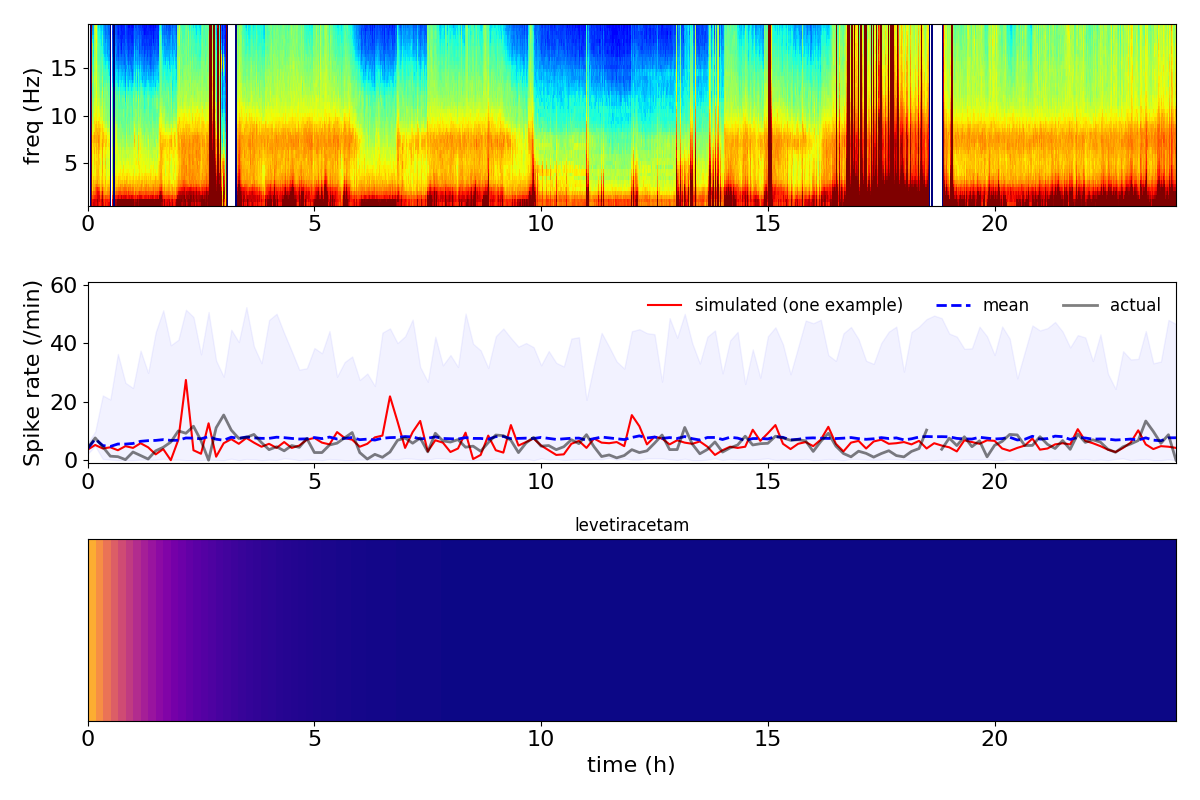 freq (Hz)
15
10
5
0 5 10 15 20
Spike rate (/min)
60
40
20
0
simulated (one example) mean actual
0 5 10 15 20
levetiracetam
0 5 10 15 20
time (h)